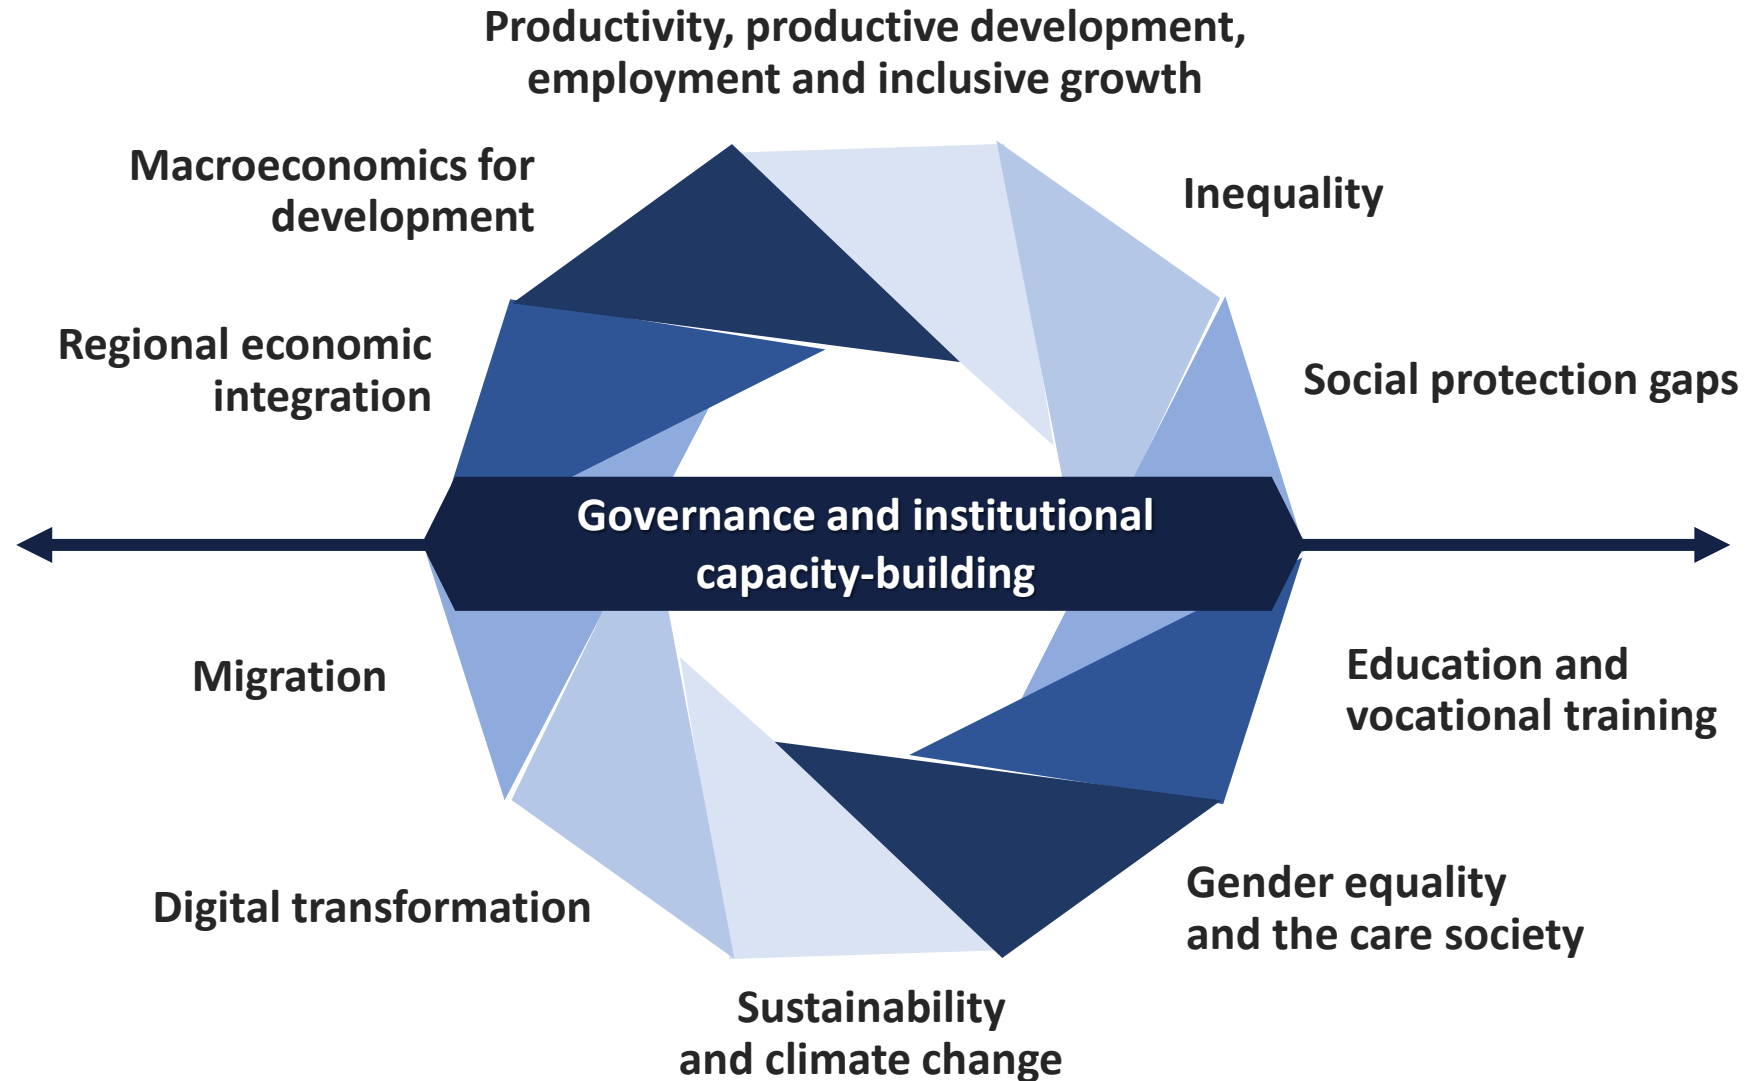 Productivity, productive development,
employment and inclusive growth
Macroeconomics for
development
Inequality
Regional economic
integration
Social protection gaps
Governance and institutional
capacity-building
Migration
Education and
vocational training
Digital transformation
Gender equality
and the care society
Sustainability
and climate change